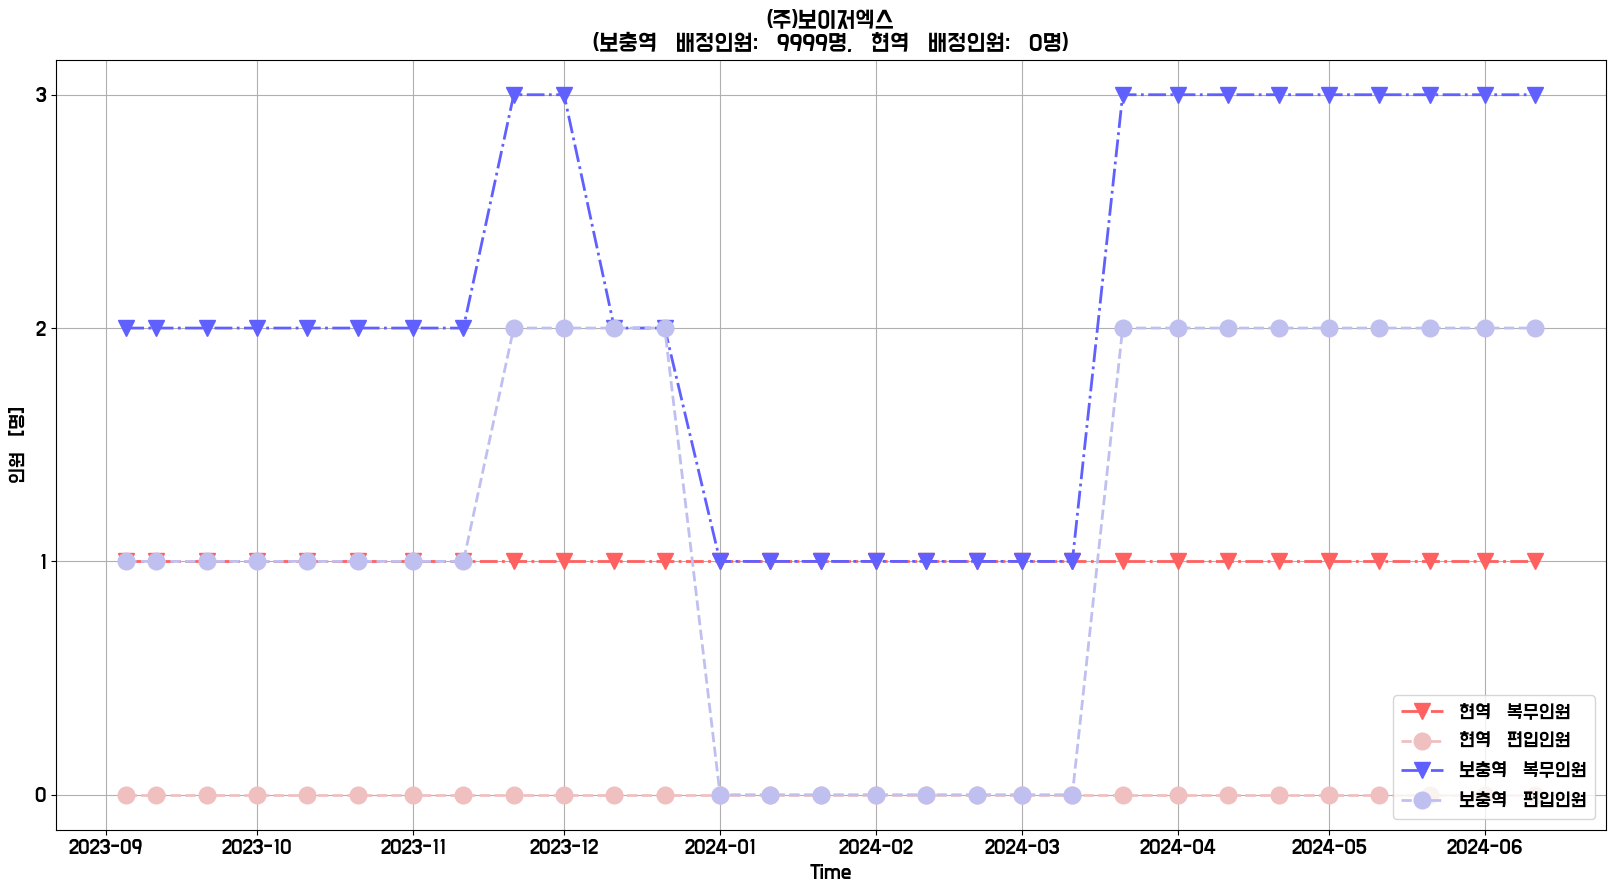 (주)보이저엑스
(보충역 배정인원: 9999명, 현역 배정인원: 0명)
3
2
1
0
인원 [명]
2023-09 2023-10 2023-11 2023-12 2024-01 2024-02 2024-03 2024-04 2024-05 2024-06
Time
현역 복무인원
현역 편입인원
보충역 복무인원
보충역 편입인원